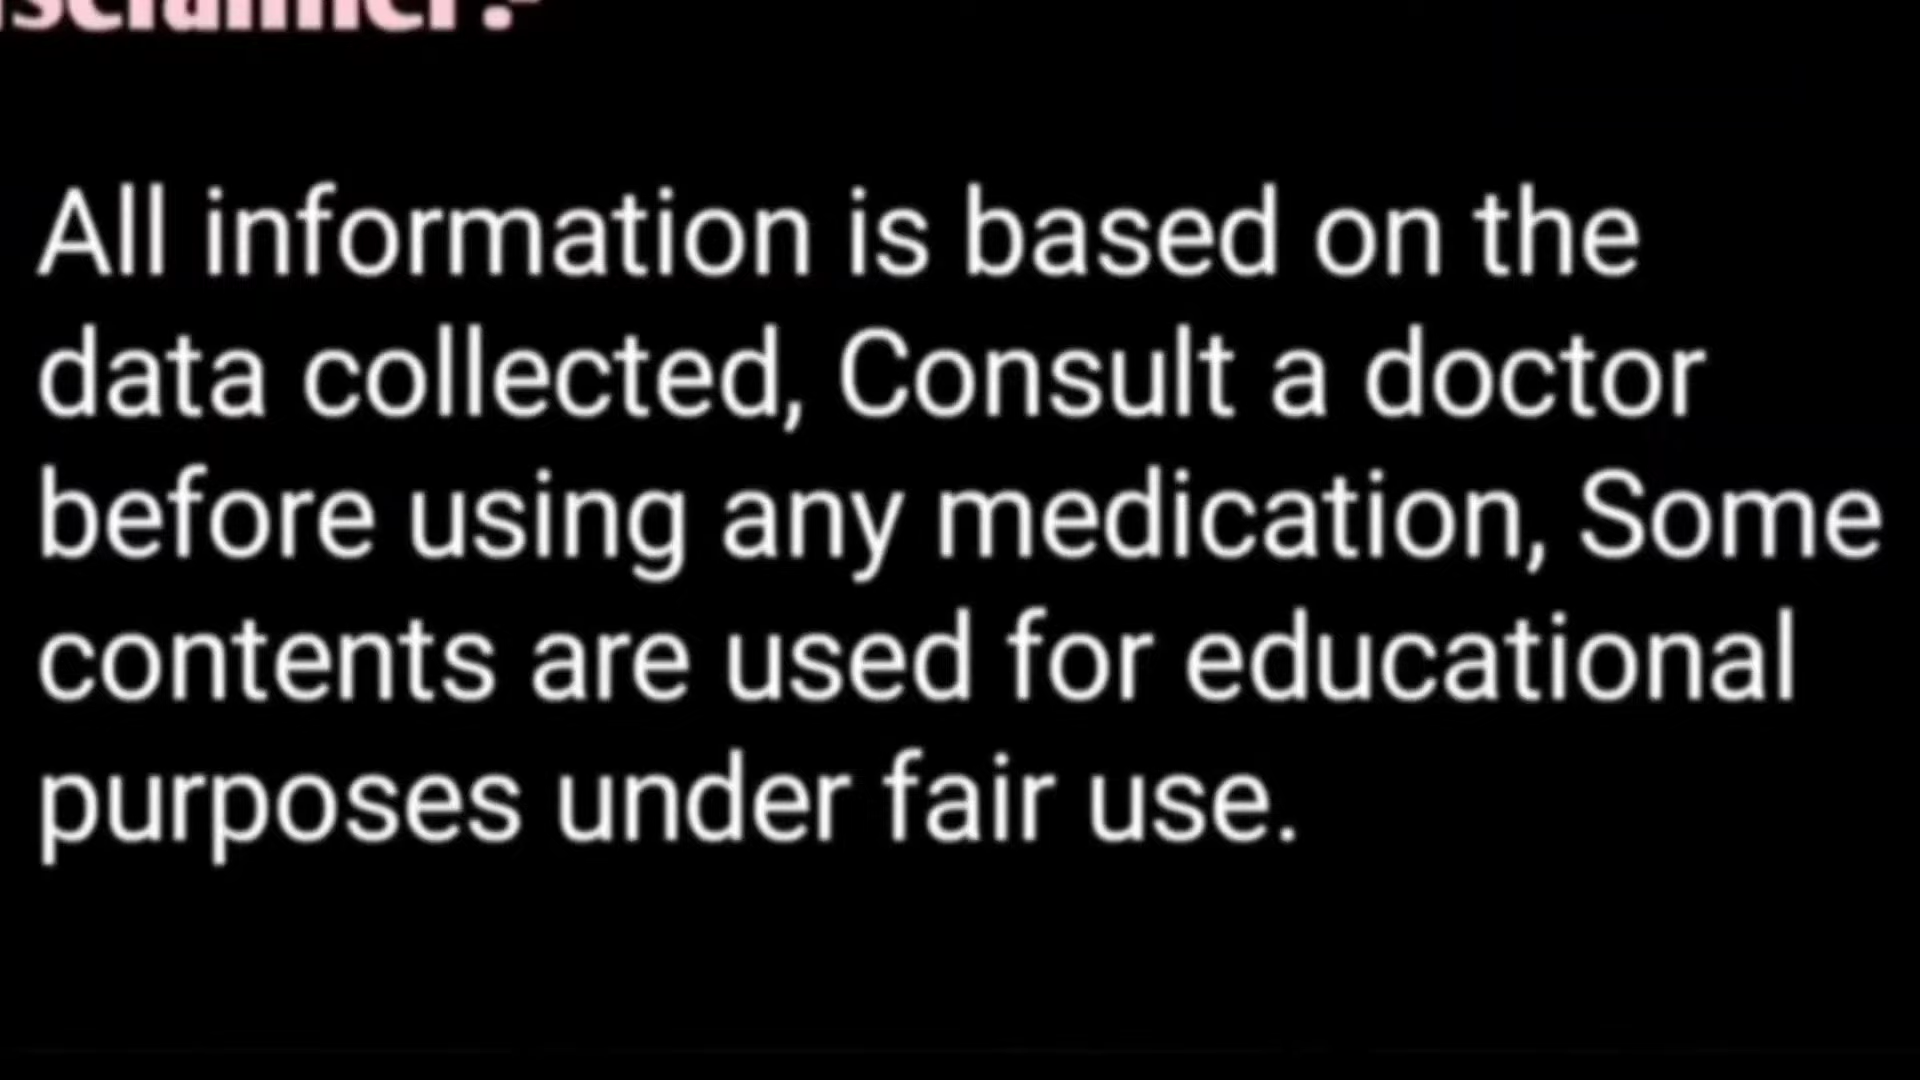 All information is based on the
data collected, Consult a doctor
before using any medication, Some
contents are used for educational
purposes under fair use.